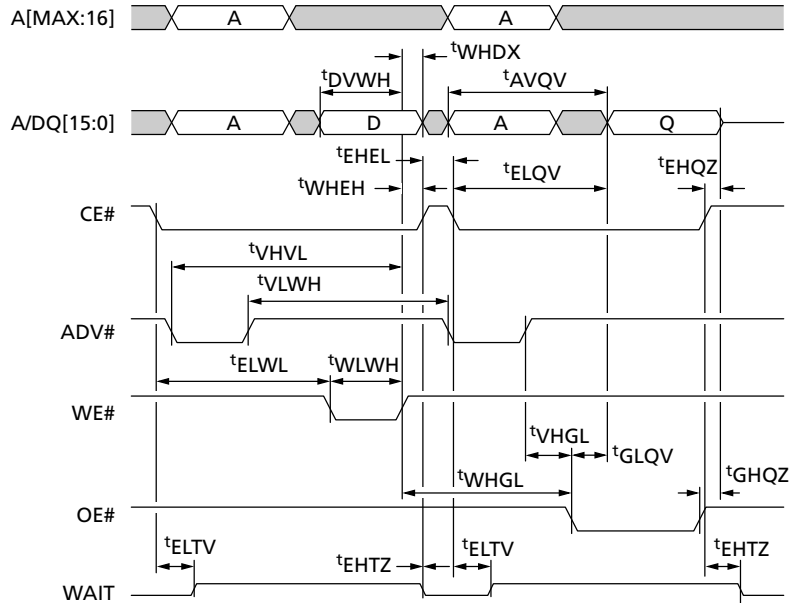 A[MAX:16] A A
tWHDX
tDVWH tAVQV
A/DQ[15:0] A D A Q
tEHEL tEHQZ
tWHEH tELQV
CE#
tVHVL
tVLWH
ADV#
tELWL tWLWH
WE#
tVHGL
tGLQV
tWHGL tGHQZ
OE#
tELTV tEHTZ tELTV tEHTZ
WAIT